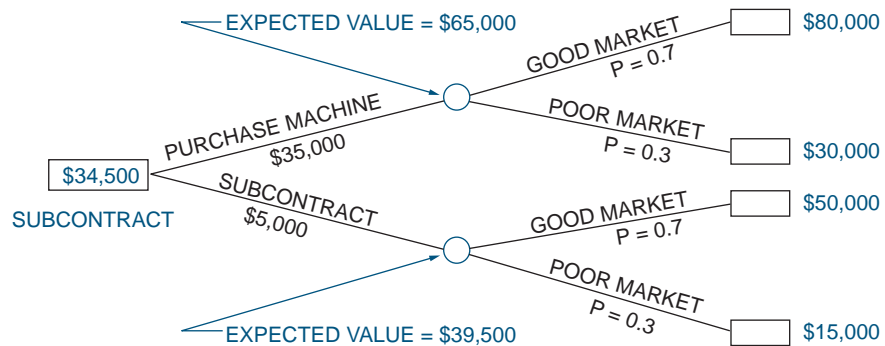 EXPECTED VALUE = $65,000
GOOD MARKET
P = 0.7
$80,000
PURCHASE MACHINE
$35,000
POOR MARKET
P = 0.3
$30,000
$34,500
SUBCONTRACT
SUBCONTRACT
$5,000
GOOD MARKET
P = 0.7
$50,000
POOR MARKET
P = 0.3
$15,000
EXPECTED VALUE = $39,500